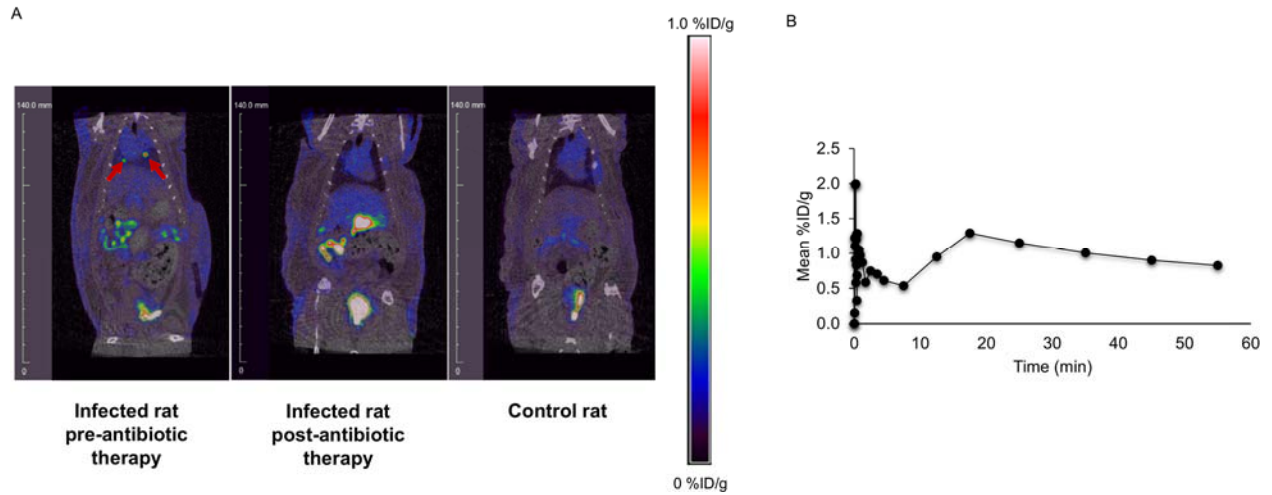 A
1.0 %ID/g
140.0 mm
140.0 mm
140.0 mm
0
0
0
Infected rat
pre-antibiotic
therapy
Infected rat
post-antibiotic
therapy
Control rat
0 %ID/g
B
Mean %ID/g
2.5
2.0
1.5
1.0
0.5
0.0
0 10 20 30 40 50 60
Time (min)